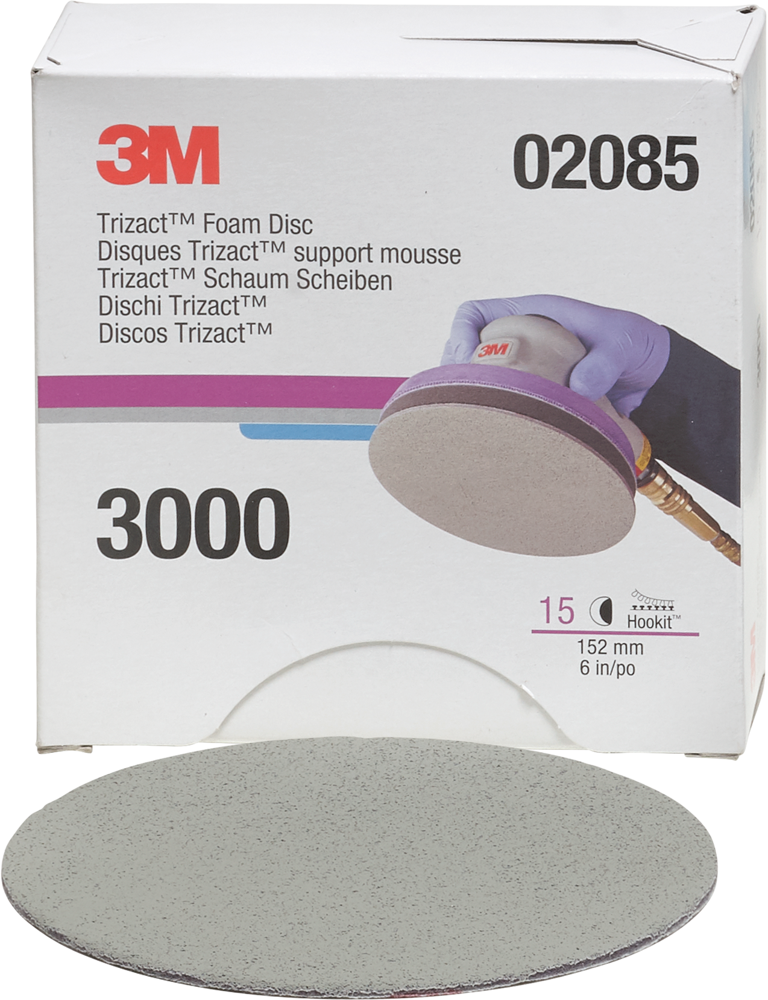 3M
02085
Trizact™ Foam Disc
Disques Trizact™ support mousse
Trizact™ Schaum Scheiben
Dischi Trizact™
Discos Trizact™
3M
3000
15
Hookit™
152 mm
6 in/po